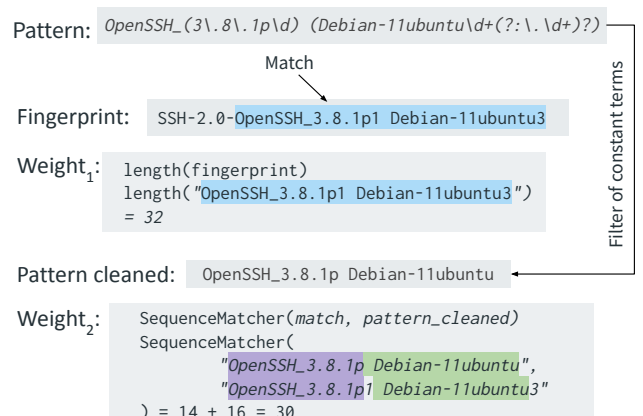 Pattern: OpenSSH_(3\.8\.1p\d) (Debian-11ubuntu\d+(?:\.\d+)?)
Match
Fingerprint: SSH-2.0-OpenSSH_3.8.1p1 Debian-11ubuntu3
Weight1: length(fingerprint)
length("OpenSSH_3.8.1p1 Debian-11ubuntu3")
= 32
Filter of constant terms
Pattern cleaned: OpenSSH_3.8.1p Debian-11ubuntu
Weight2: SequenceMatcher(match, pattern_cleaned)
SequenceMatcher(
"OpenSSH_3.8.1p Debian-11ubuntu",
"OpenSSH_3.8.1p1 Debian-11ubuntu3"
) = 14 + 16 = 30